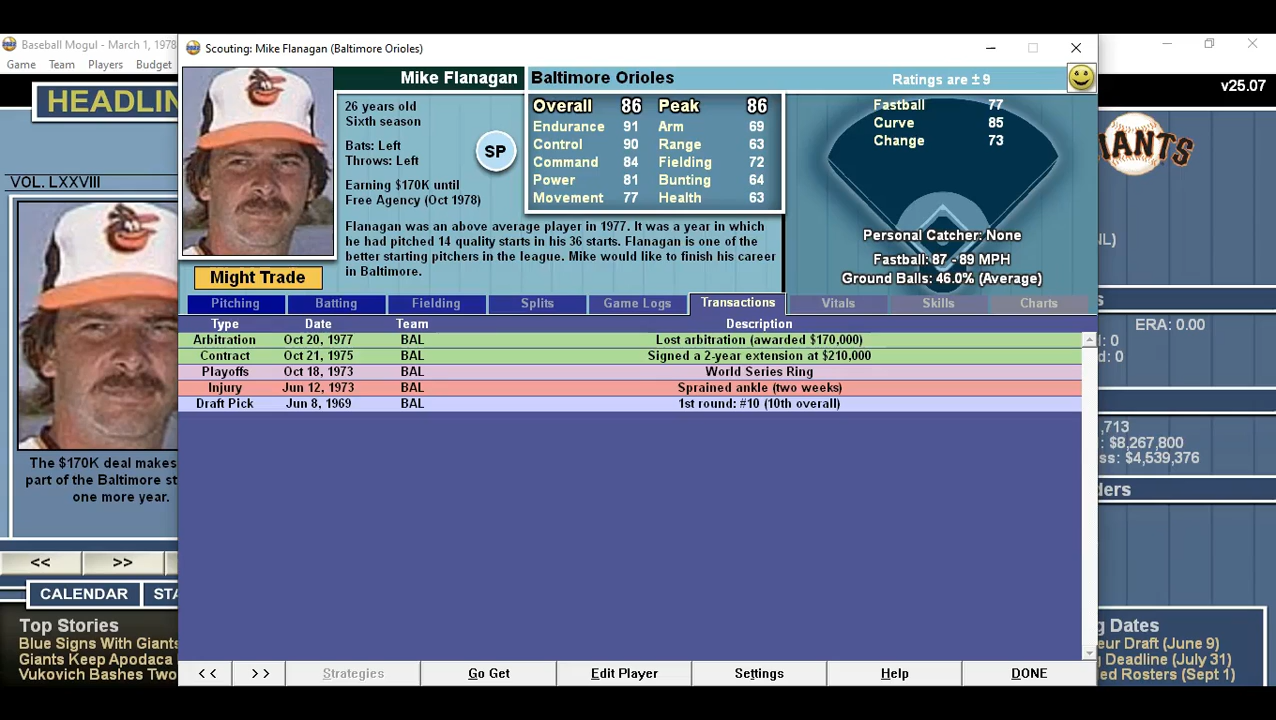 Baseball Mogul - March 1, 1978
Game Team Players Budget
HEADLIN
VOL. LXXVIII
The $170K deal makes
part of the Baltimore st
one more year.
<< >>
CALENDAR STA
Top Stories
Blue Signs With Giants
Giants Keep Apodaca
Vukovich Bashes Two
Scouting: Mike Flanagan (Baltimore Orioles)
Mike Flanagan Baltimore Orioles
Ratings are ± 9
26 years old
Sixth season
Bats: Left
Throws: Left
Earning $170K until
Free Agency (Oct 1978)
SP
Overall 86 Peak 86
Endurance 91 Arm 69
Control 90 Range 63
Command 84 Fielding 72
Power 81 Bunting 64
Movement 77 Health 63
Fastball 77
Curve 85
Change 73
Personal Catcher: None
Fastball: 87 - 89 MPH
Ground Balls: 46.0% (Average)
Flanagan was an above average player in 1977. It was a year in which
he had pitched 14 quality starts in his 36 starts. Flanagan is one of the
better starting pitchers in the league. Mike would like to finish his career
in Baltimore.
Might Trade
Pitching Batting Fielding Splits Game Logs Transactions Vitals Skills Charts
Type Date Team Description
Arbitration Oct 20, 1977 BAL Lost arbitration (awarded $170,000)
Contract Oct 21, 1975 BAL Signed a 2-year extension at $210,000
Playoffs Oct 18, 1973 BAL World Series Ring
Injury Jun 12, 1973 BAL Sprained ankle (two weeks)
Draft Pick Jun 8, 1969 BAL 1st round: #10 (10th overall)
<< >> Strategies Go Get Edit Player Settings Help DONE
v25.07
IANTS
NL)
s
ERA: 0.00
: 0
ct: 0
,713
: $8,267,800
ss: $4,539,376
ders
g Dates
eur Draft (June 9)
g Deadline (July 31)
ed Rosters (Sept 1)